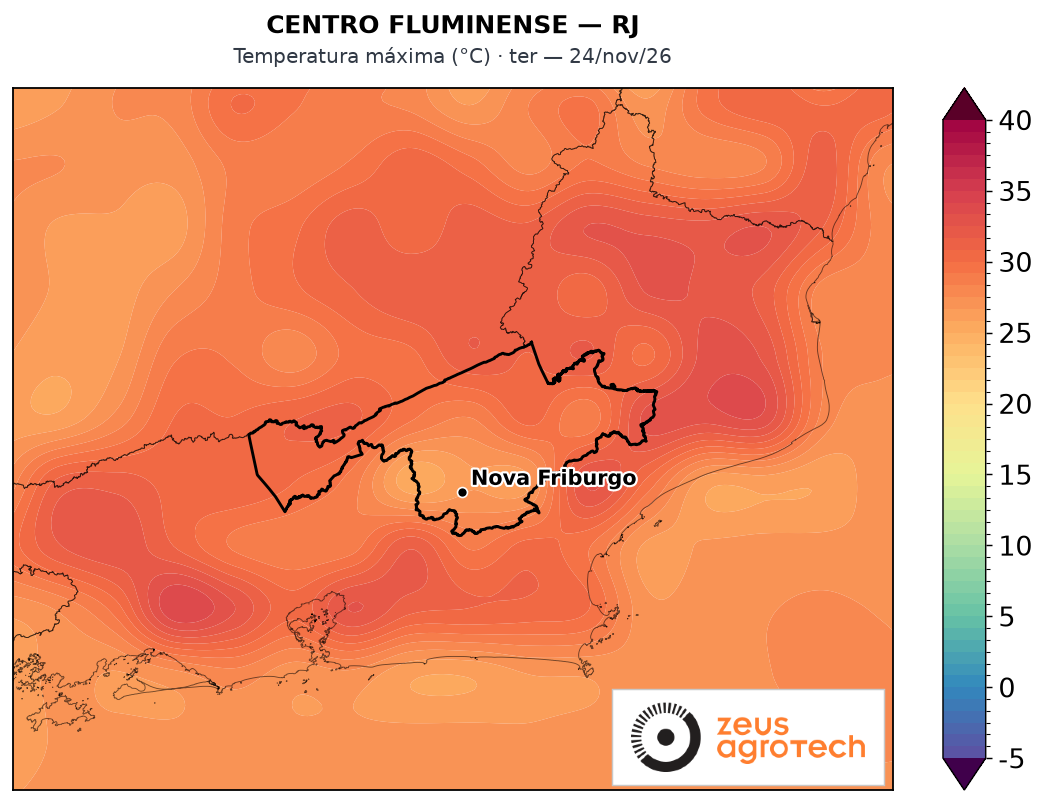 CENTRO FLUMINENSE — RJ
Temperatura máxima (°C) · ter — 24/nov/26
40
35
30
25
20
15
10
5
0
-5
Nova Friburgo
zeus
agrotech